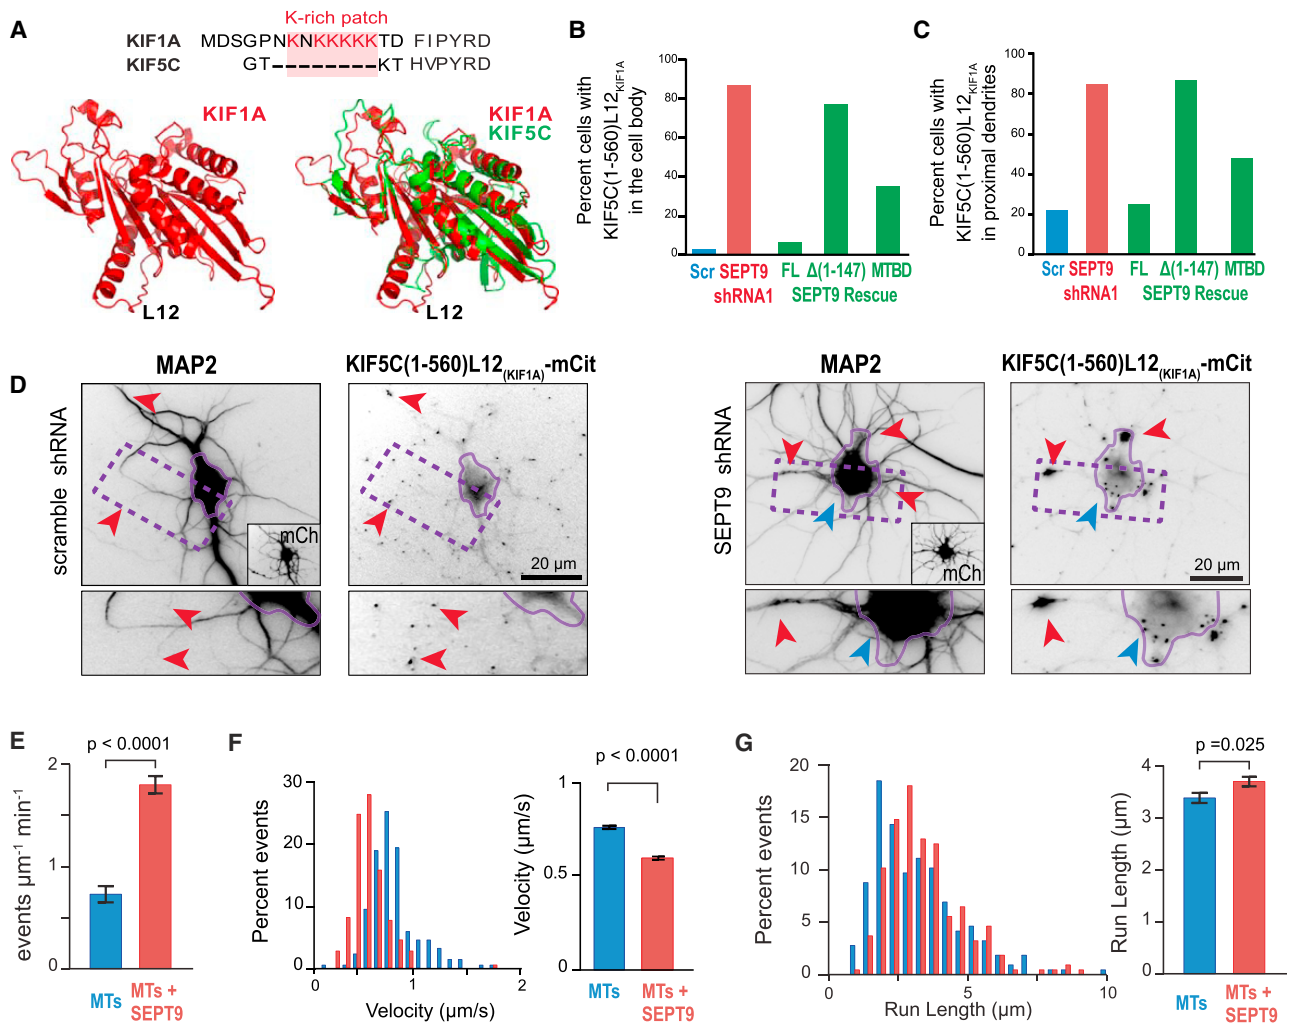 A
K-rich patch
KIF1A MDSGPNKNKKKKKTD FIPYRD
KIF5C GT---------KT HVPYRD
KIF1A
KIF1A
KIF5C
L12
L12
B
Percent cells with
KIF5C(1-560)L12KIF1A
in the cell body
100
80
60
40
20
0
Scr SEPT9
shRNA1
FL Δ(1-147) MTBD
SEPT9 Rescue
C
Percent cells with
KIF5C(1-560)L12KIF1A
in proximal dendrites
100
80
60
40
20
0
Scr SEPT9
shRNA1
FL Δ(1-147) MTBD
SEPT9 Rescue
D
MAP2
KIF5C(1-560)L12(KIF1A)-mCit
scramble shRNA
mCh
20 µm
MAP2
KIF5C(1-560)L12(KIF1A)-mCit
SEPT9 shRNA
mCh
20 µm
E
p < 0.0001
events µm-1 min-1
2
1
0
MTs
MTs +
SEPT9
F
Percent events
30
20
10
0
0 1 2
Velocity (µm/s)
p < 0.0001
Velocity (µm/s)
1
0.5
0
MTs
MTs +
SEPT9
G
Percent events
20
15
10
5
0
0 5 10
Run Length (µm)
p =0.025
Run Length (µm)
4
3
2
1
0
MTs
MTs +
SEPT9